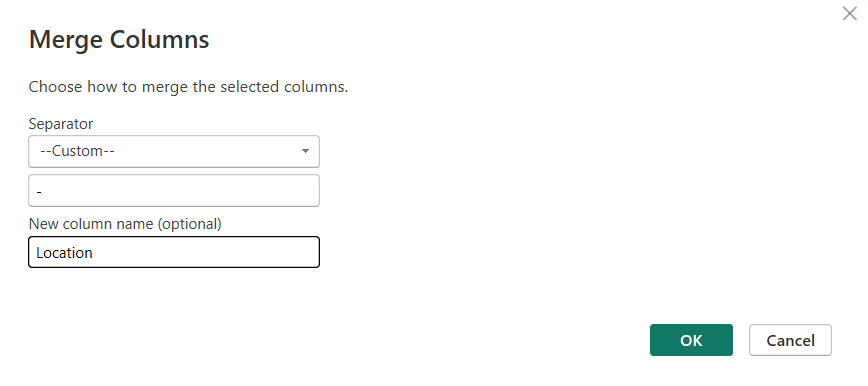 Merge Columns
Choose how to merge the selected columns.
Separator
--Custom--
-
New column name (optional)
Location
OK
Cancel